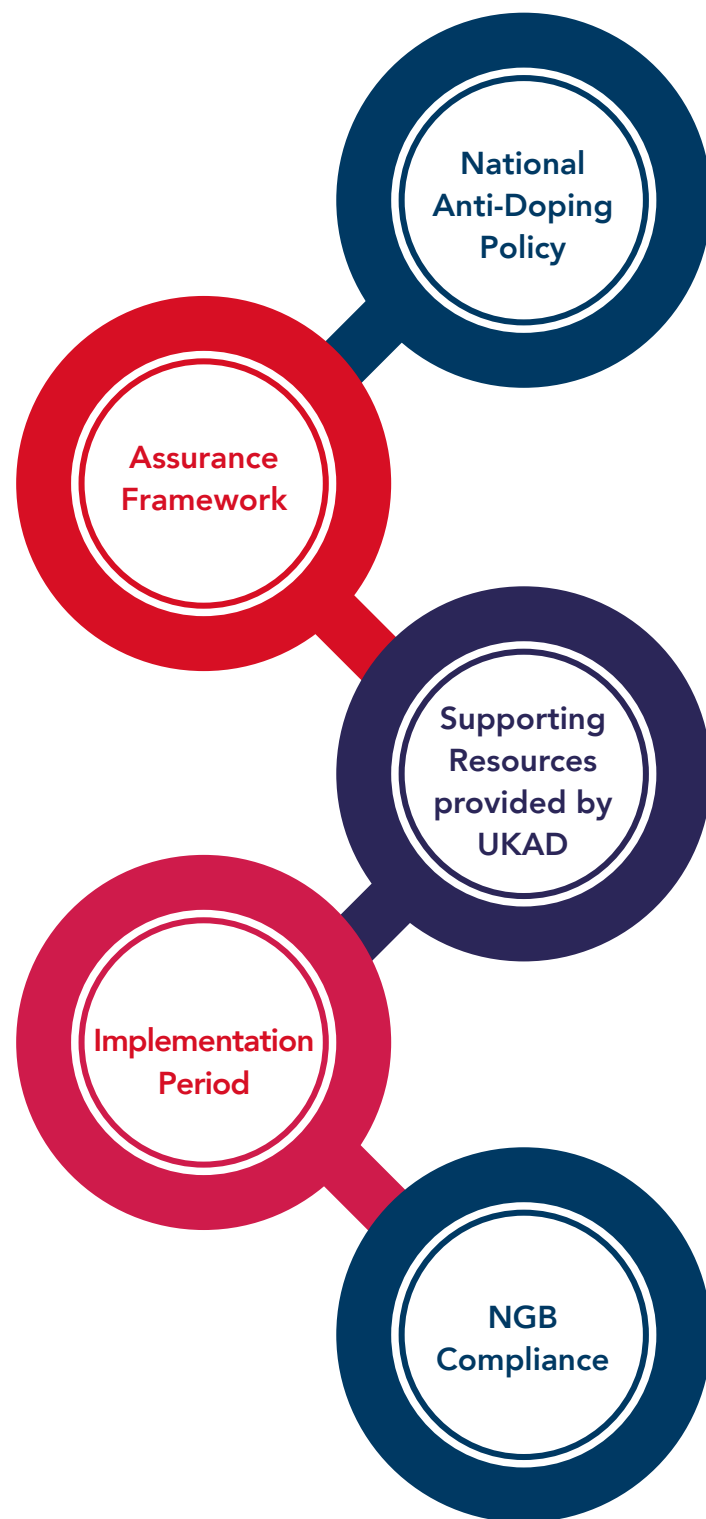 National
Anti-Doping
Policy
Assurance
Framework
Supporting
Resources
provided by
UKAD
Implementation
Period
NGB
Compliance